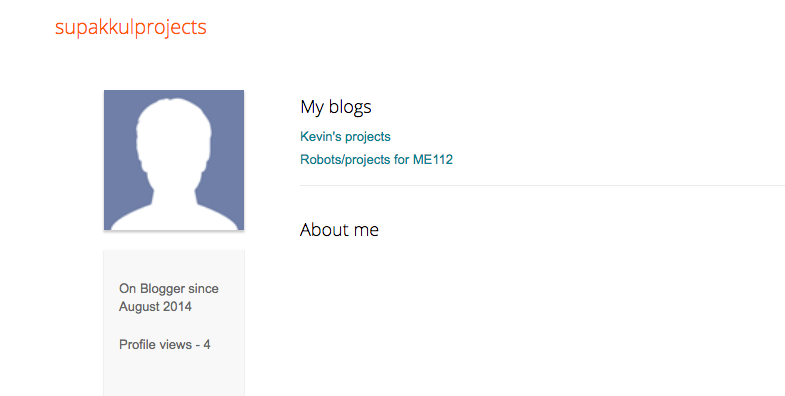 supakkulprojects
My blogs
Kevin's projects
Robots/projects for ME112
About me
On Blogger since
August 2014
Profile views - 4